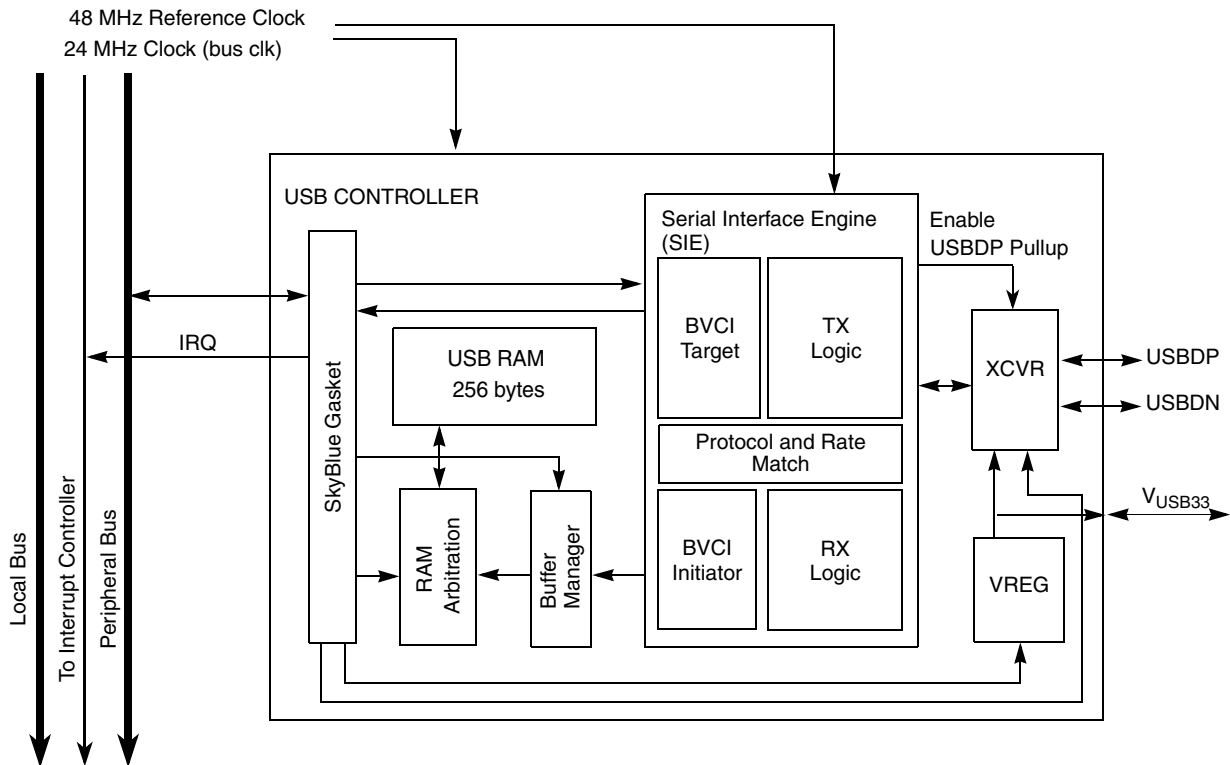 48 MHz Reference Clock
24 MHz Clock (bus clk)
USB CONTROLLER
Serial Interface Engine
(SIE)
Enable
USBDP Pullup
BVCI
Target
TX
Logic
XCVR
USBDP
USBDN
IRQ
USB RAM
256 bytes
Protocol and Rate
Match
SkyBlue Gasket
RAM
Arbitration
Buffer
Manager
BVCI
Initiator
RX
Logic
VREG
VUSB33
Local Bus
To Interrupt Controller
Peripheral Bus